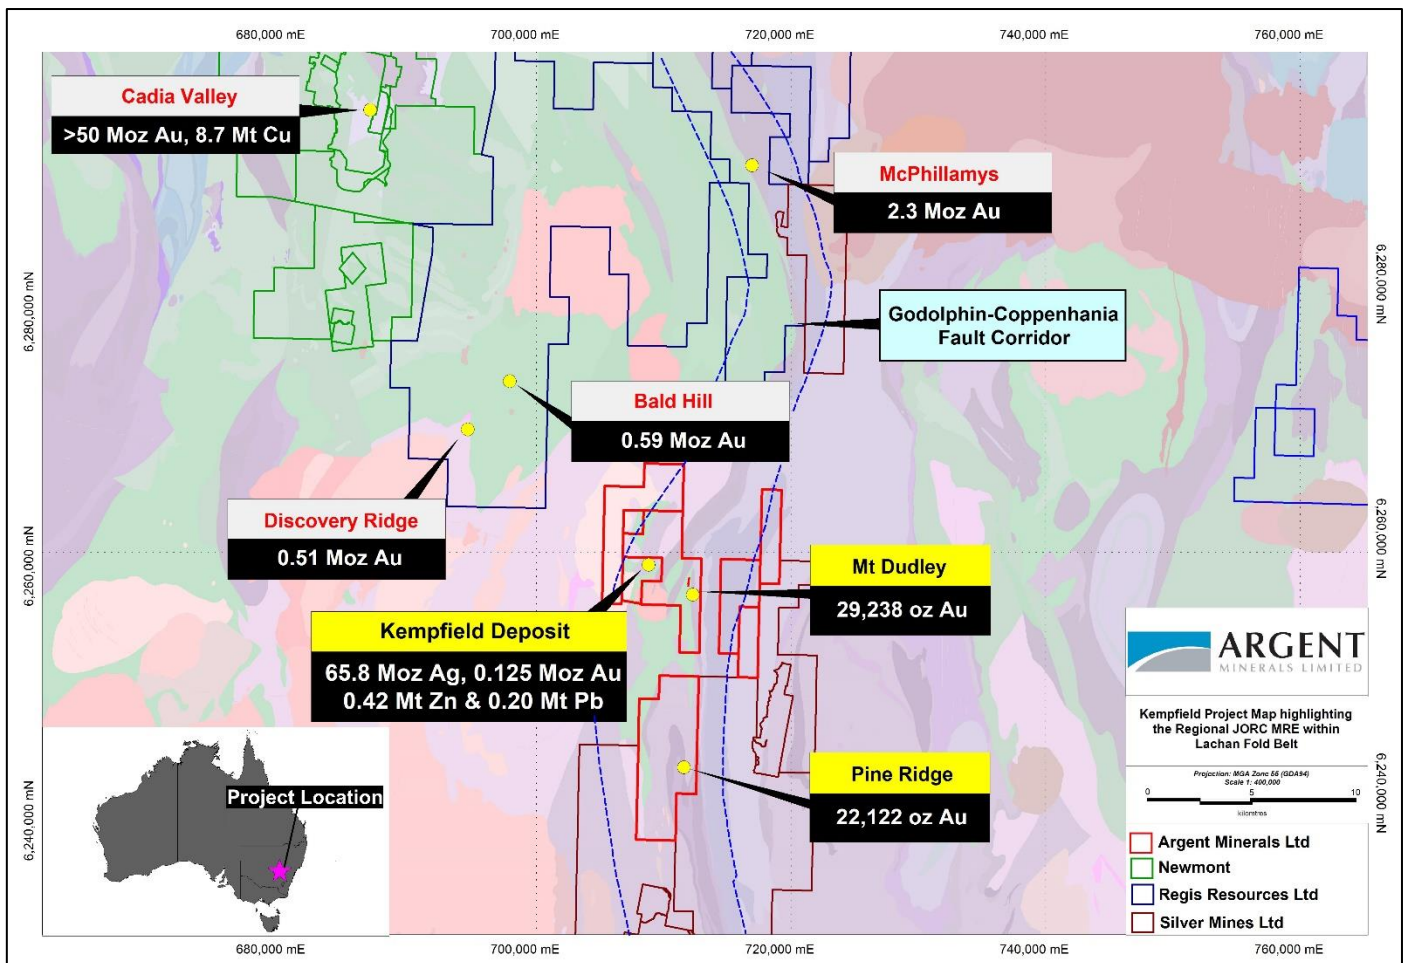 680,000 mE
700,000 mE
720,000 mE
740,000 mE
760,000 mE
Cadia Valley
>50 Moz Au, 8.7 Mt Cu
McPhillamys
2.3 Moz Au
6,280,000 mN
6,280,000 mN
Godolphin-Coppenhania
Fault Corridor
Bald Hill
0.59 Moz Au
Discovery Ridge
0.51 Moz Au
6,260,000 mN
6,260,000 mN
Mt Dudley
29,238 oz Au
Kempfield Deposit
65.8 Moz Ag, 0.125 Moz Au
0.42 Mt Zn & 0.20 Mt Pb
ARGENT
MINERALS LIMITED
Kempfield Project Map highlighting
the Regional JORC MRE within
Lachan Fold Belt
Pine Ridge
22,122 oz Au
6,240,000 mN
6,240,000 mN
Projection: MGA Zone 55 (GDA94)
Scale 1: 400,000
0
5
10
kilometres
Project Location
Argent Minerals Ltd
Newmont
Regis Resources Ltd
Silver Mines Ltd
680,000 mE
700,000 mE
720,000 mE
740,000 mE
760,000 mE